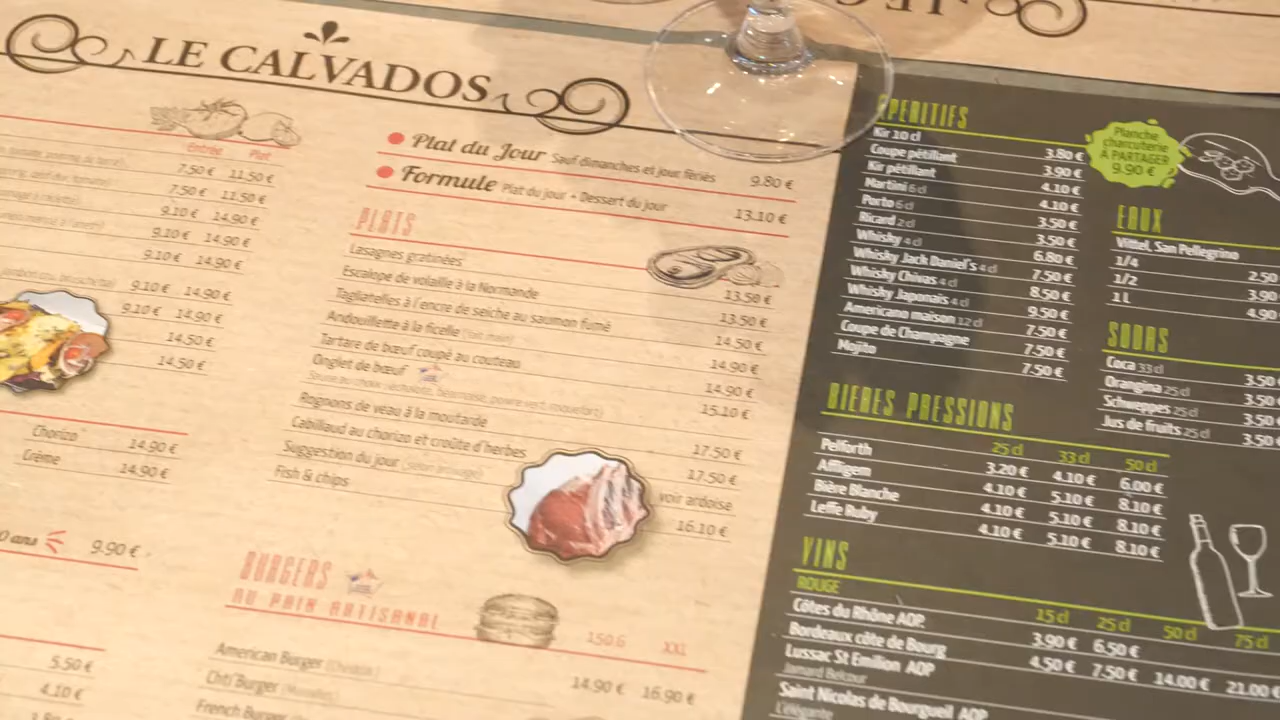 LE CALVADOS
Entrée Plat
7.50 € 11.50 €
7.50 € 11.50 €
9.10 € 14.90 €
9.10 € 14.90 €
9.10 € 14.90 €
9.10 € 14.90 €
9.10 € 14.90 €
14.50 €
14.50 €
Chorizo 14.90 €
Crème 14.90 €
ans 9.90 €
5.50 €
4.10 €
Plat du Jour Sauf dimanches et jour fériés 9.80 €
Formule Plat du jour + Dessert du jour 13.10 €
PLATS
Lasagnes gratinées 13.50 €
Escalope de volaille à la Normande 13.50 €
Tagliatelles à l'encre de seiche au saumon fumé 14.50 €
Andouillette à la ficelle 14.90 €
Tartare de bœuf coupé au couteau 14.90 €
Onglet de bœuf 15.10 €
Rognons de veau à la moutarde 17.50 €
Cabillaud au chorizo et croûte d'herbes 17.50 €
Suggestion du jour voir ardoise
Fish & chips 16.10 €
BURGERS
AU PAIN ARTISANAL 150.G XXL
American Burger 14.90 € 16.90 €
Chti'Burger
French Burger
APERITIFS
Kir 10 cl 3.80 €
Coupe pétillant 3.90 €
Kir pétillant 4.10 €
Martini 6 cl 4.10 €
Porto 6 cl 3.50 €
Ricard 2 cl 3.50 €
Whisky 4 cl 6.80 €
Whisky Jack Daniel's 4 cl 7.50 €
Whisky Chivas 4 cl 8.50 €
Whisky Japonais 4 cl 9.50 €
Americano maison 12 cl 7.50 €
Coupe de Champagne 7.50 €
Mojito 7.50 €
Planche
charcuterie
A PARTAGER
9.90 €
EAUX
Vittel, San Pellegrino
1/4 2.50
1/2 3.90
1 L 4.90
SODAS
Coca 33 cl 3.50
Orangina 25 cl 3.50
Schweppes 25 cl 3.50
Jus de fruits 25 cl 3.50
BIERES PRESSIONS
25 cl 33 cl 50 cl
Pelforth 3.20 € 4.10 € 6.00 €
Affligem 4.10 € 5.10 € 8.10 €
Bière Blanche 4.10 € 5.10 € 8.10 €
Leffe Ruby 4.10 € 5.10 € 8.10 €
VINS
ROUGE 15 cl 25 cl 50 cl 75 cl
Côtes du Rhône AOP 3.90 € 6.50 €
Bordeaux côte de Bourg 4.50 € 7.50 € 14.00 € 21.00 €
Lussac St Emilion AOP
Jamard Belcour
Saint Nicolas de Bourgueil AOP
L'élégante